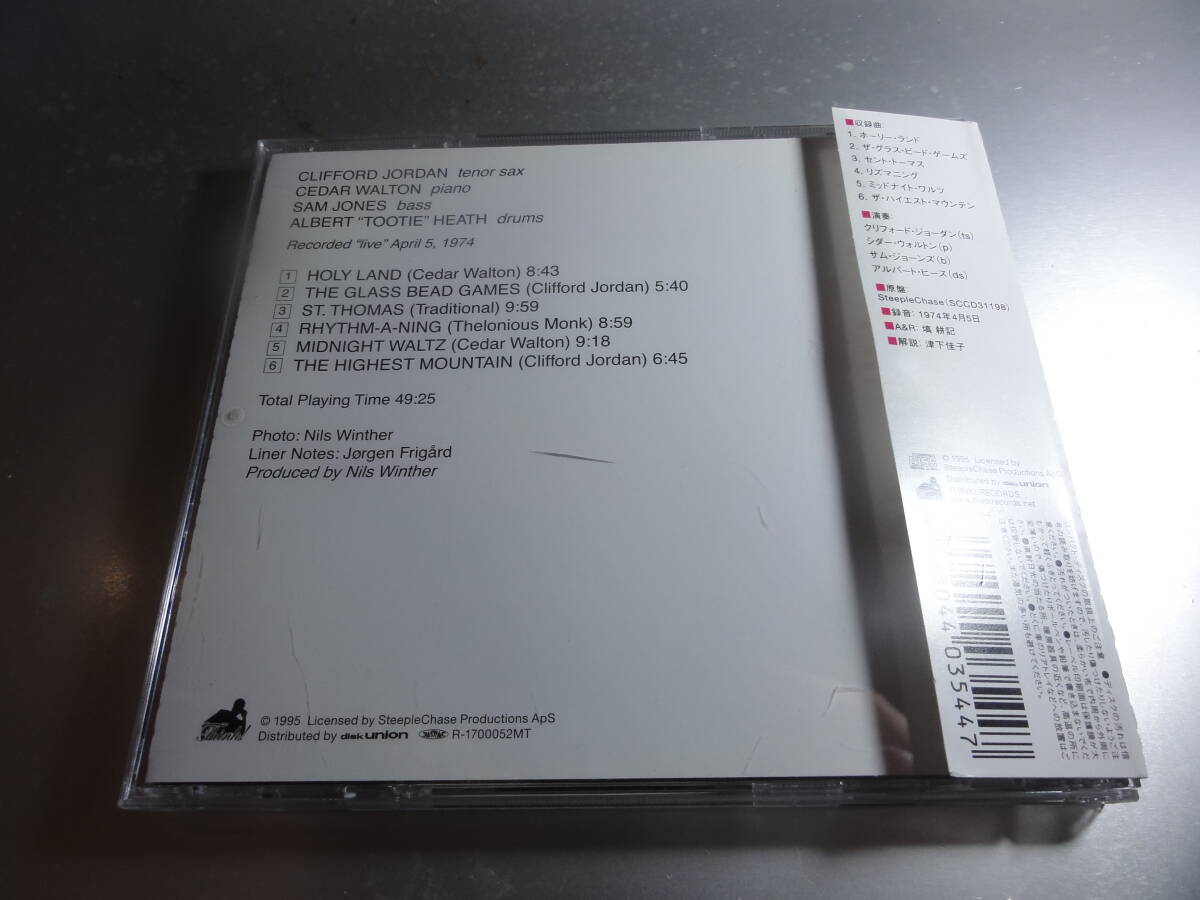 CLIFFORD JORDAN tenor sax
CEDAR WALTON piano
SAM JONES bass
ALBERT "TOOTIE" HEATH drums
Recorded "live" April 5, 1974
1 HOLY LAND (Cedar Walton) 8:43
2 THE GLASS BEAD GAMES (Clifford Jordan) 5:40
3 ST. THOMAS (Traditional) 9:59
4 RHYTHM-A-NING (Thelonious Monk) 8:59
5 MIDNIGHT WALTZ (Cedar Walton) 9:18
6 THE HIGHEST MOUNTAIN (Clifford Jordan) 6:45
Total Playing Time 49:25
Photo: Nils Winther
Liner Notes: Jørgen Frigård
Produced by Nils Winther
© 1995 Licensed by SteepleChase Productions ApS
Distributed by disk union R-1700052MT
■収録曲:
1. ホーリー・ランド
2. ザ・グラス・ビード・ゲームズ
3. セント・トーマス
4. リズマニング
5. ミッドナイト・ワルツ
6. ザ・ハイエスト・マウンテン
■演奏:
クリフォード・ジョーダン(ts)
シダー・ウォルトン(p)
サム・ジョーンズ(b)
アルバート・ヒース(ds)
■原盤:
SteepleChase(SCCD31198)
■録音: 1974年4月5日
■A&R: 塙 耕記
■解説: 津下佳子
© 1995 Licensed by
SteepleChase Productions ApS
Distributed by disk union
RECORDS
044 035447